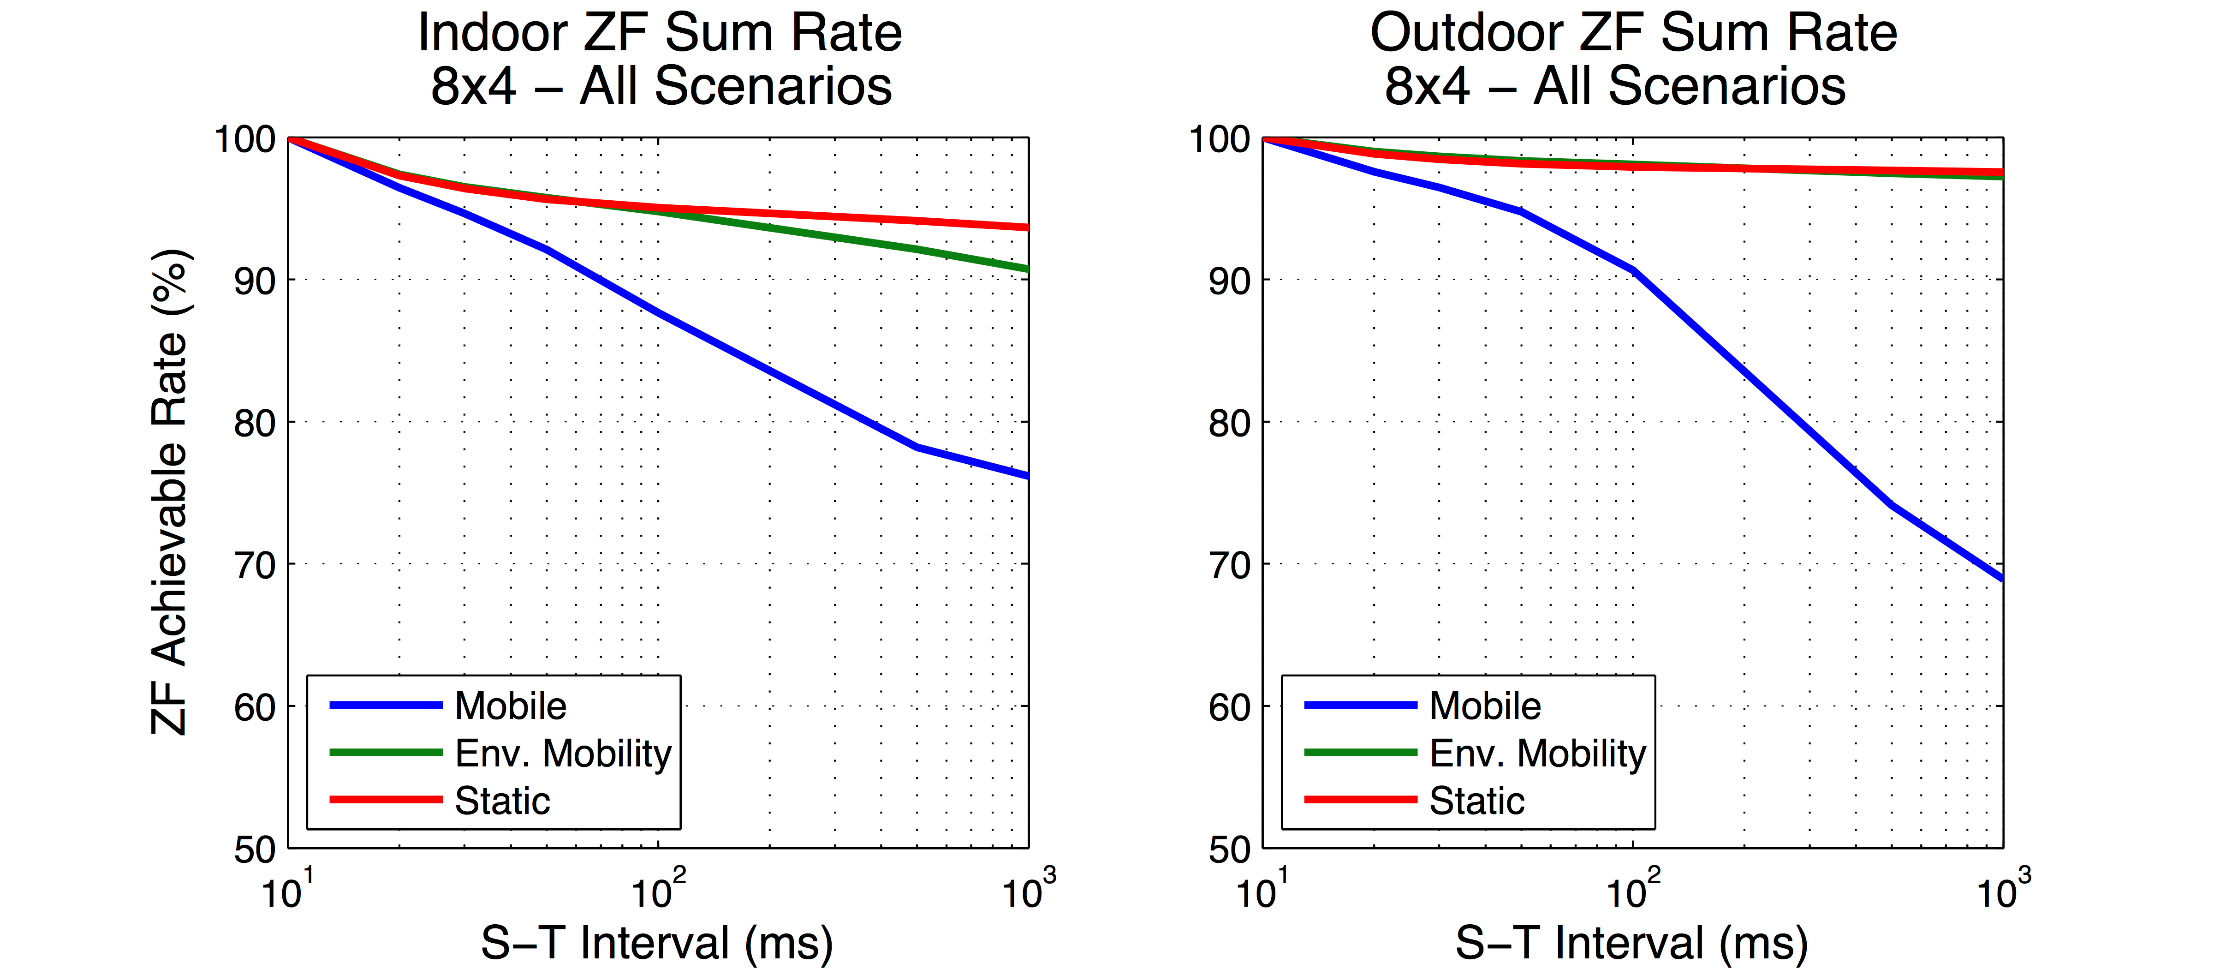 Indoor ZF Sum Rate
8x4 – All Scenarios
ZF Achievable Rate (%)
100
90
80
70
60
50
Mobile
Env. Mobility
Static
10^1
10^2
10^3
S–T Interval (ms)
Outdoor ZF Sum Rate
8x4 – All Scenarios
100
90
80
70
60
50
Mobile
Env. Mobility
Static
10^1
10^2
10^3
S–T Interval (ms)